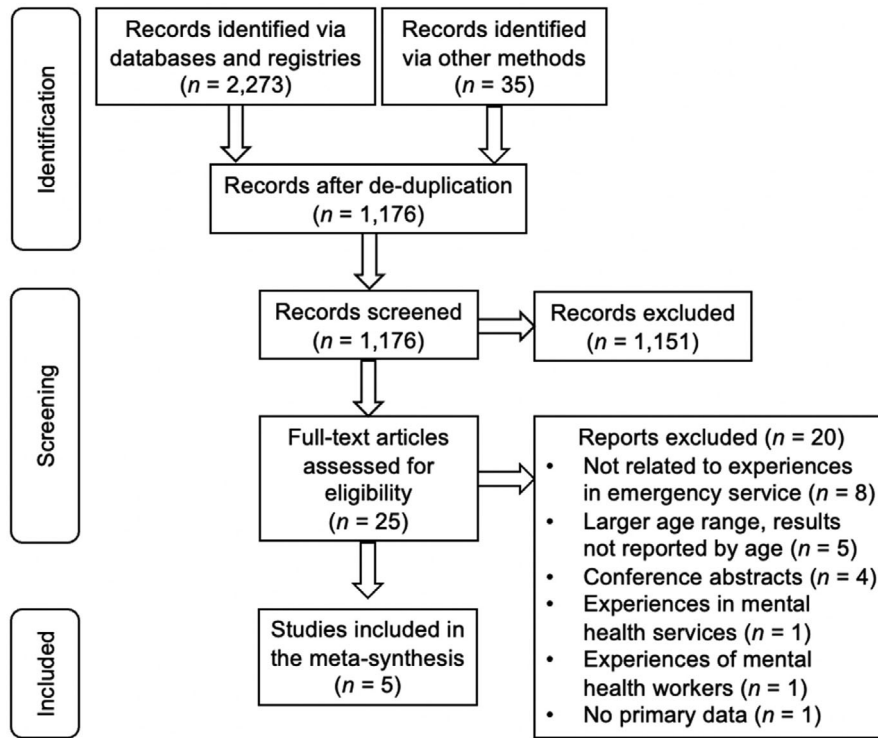 Identification
Records identified via
databases and registries
(n = 2,273)
Records identified
via other methods
(n = 35)
Records after de-duplication
(n = 1,176)
Screening
Records screened
(n = 1,176)
Records excluded
(n = 1,151)
Full-text articles
assessed for
eligibility
(n = 25)
Reports excluded (n = 20)
• Not related to experiences
in emergency service (n = 8)
• Larger age range, results
not reported by age (n = 5)
• Conference abstracts (n = 4)
• Experiences in mental
health services (n = 1)
• Experiences of mental
health workers (n = 1)
• No primary data (n = 1)
Included
Studies included in
the meta-synthesis
(n = 5)